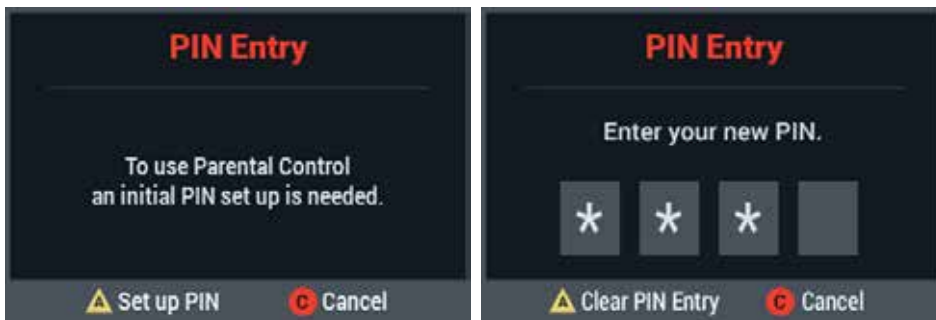 PIN Entry
To use Parental Control
an initial PIN set up is needed.
A Set up PIN C Cancel
PIN Entry
Enter your new PIN.
* * *
A Clear PIN Entry C Cancel